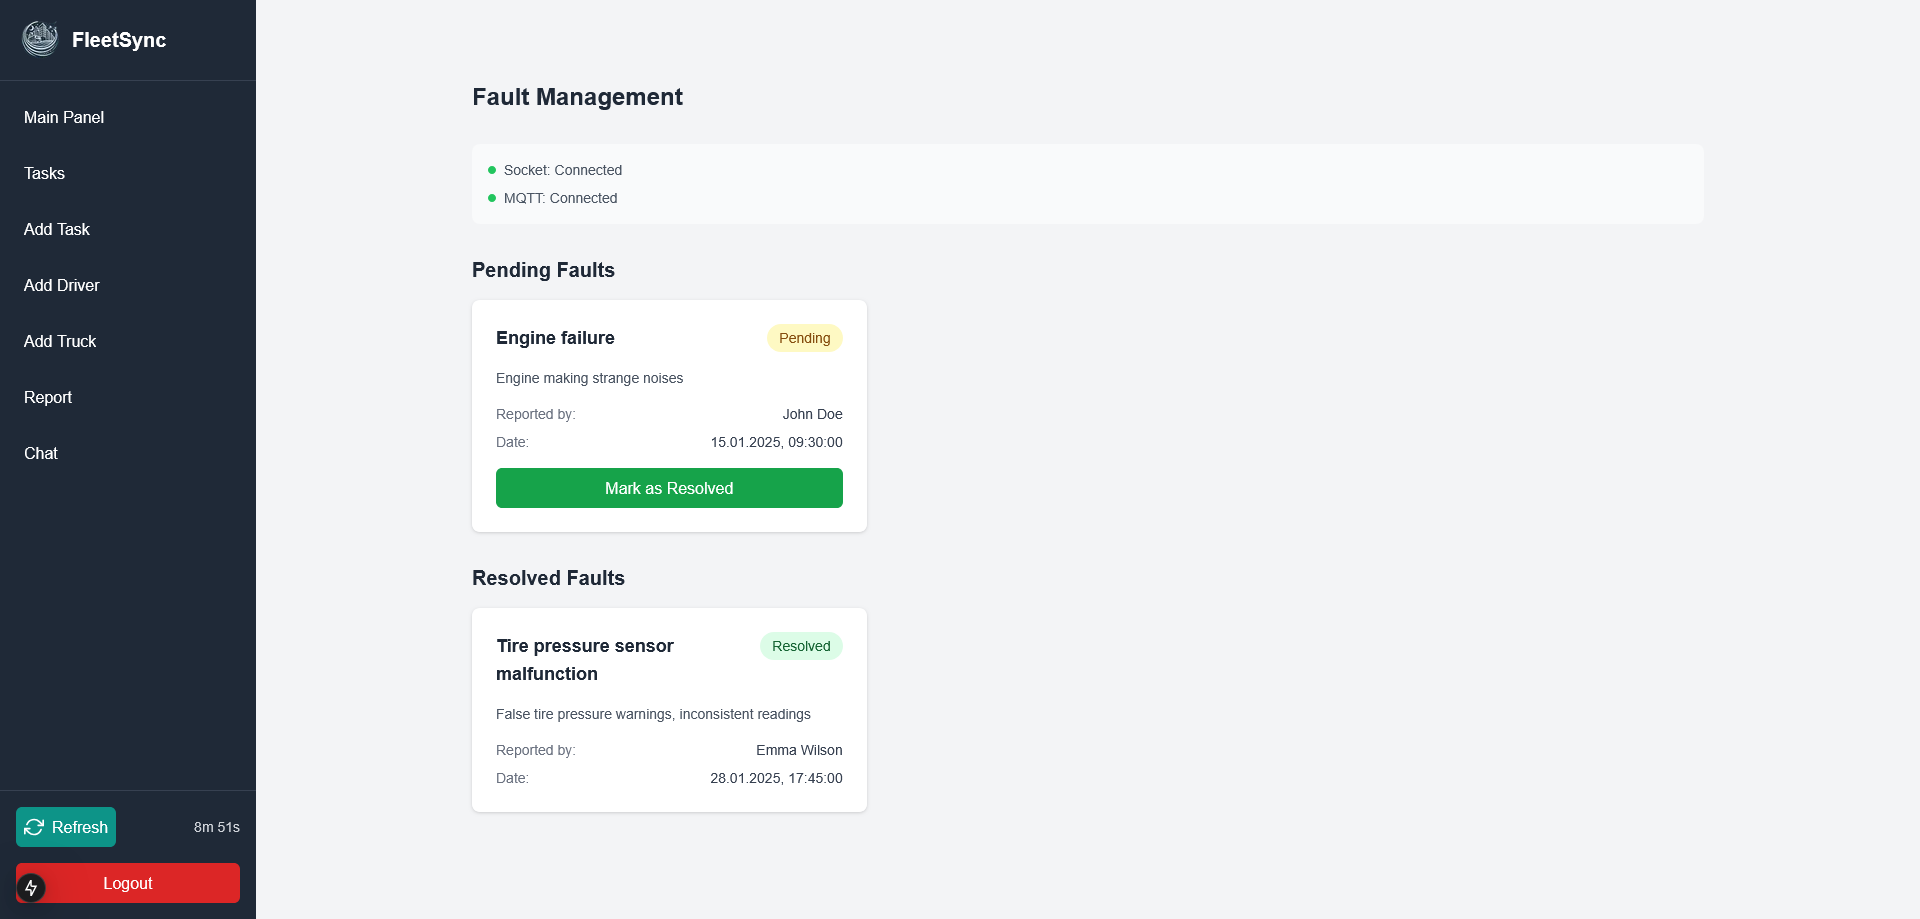 FleetSync
Main Panel
Tasks
Add Task
Add Driver
Add Truck
Report
Chat
Refresh 8m 51s
Logout
Fault Management
Socket: Connected
MQTT: Connected
Pending Faults
Engine failure Pending
Engine making strange noises
Reported by: John Doe
Date: 15.01.2025, 09:30:00
Mark as Resolved
Resolved Faults
Tire pressure sensor Resolved
malfunction
False tire pressure warnings, inconsistent readings
Reported by: Emma Wilson
Date: 28.01.2025, 17:45:00